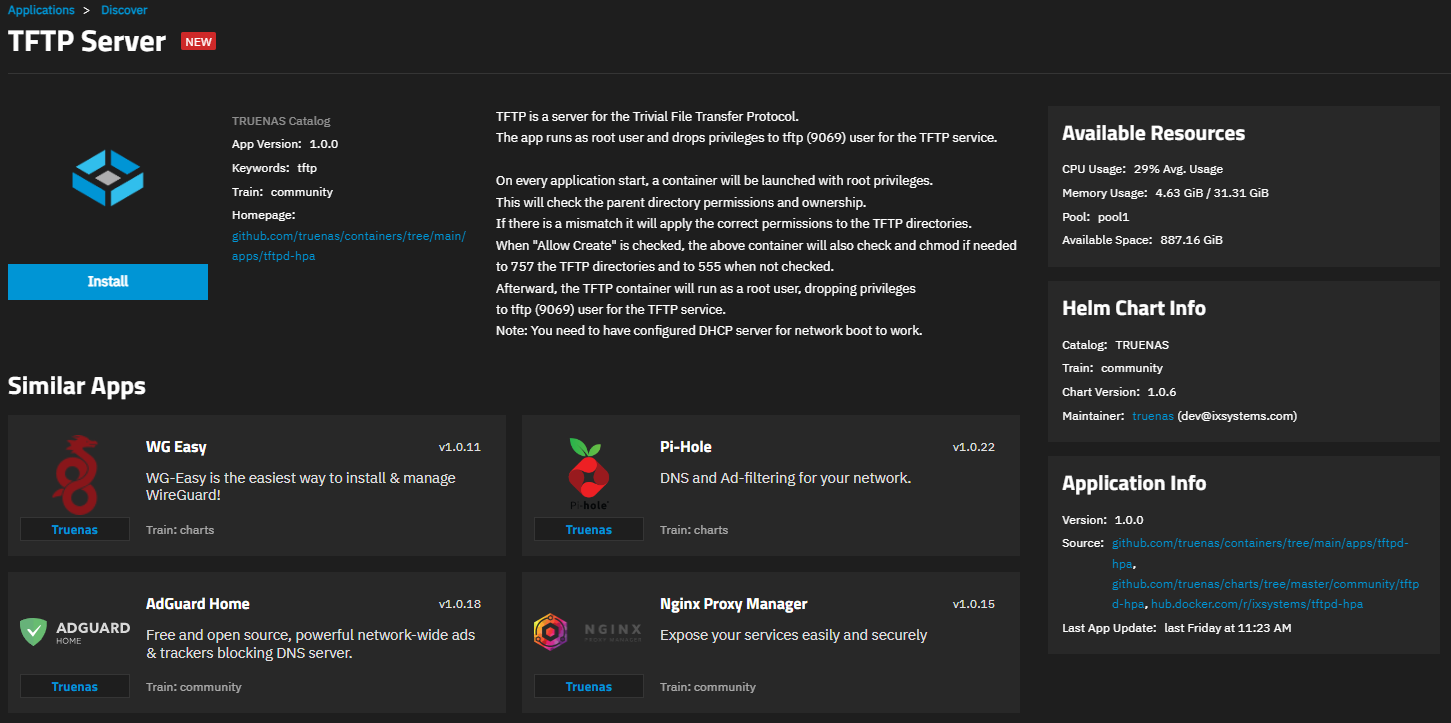 Applications > Discover
TFTP Server NEW
TRUENAS Catalog
App Version: 1.0.0
Keywords: tftp
Train: community
Homepage:
github.com/truenas/containers/tree/main/
apps/tftpd-hpa
Install
TFTP is a server for the Trivial File Transfer Protocol.
The app runs as root user and drops privileges to tftp (9069) user for the TFTP service.
On every application start, a container will be launched with root privileges.
This will check the parent directory permissions and ownership.
If there is a mismatch it will apply the correct permissions to the TFTP directories.
When "Allow Create" is checked, the above container will also check and chmod if needed
to 757 the TFTP directories and to 555 when not checked.
Afterward, the TFTP container will run as a root user, dropping privileges
to tftp (9069) user for the TFTP service.
Note: You need to have configured DHCP server for network boot to work.
Available Resources
CPU Usage: 29% Avg. Usage
Memory Usage: 4.63 GiB / 31.31 GiB
Pool: pool1
Available Space: 887.16 GiB
Helm Chart Info
Catalog: TRUENAS
Train: community
Chart Version: 1.0.6
Maintainer: truenas (dev@ixsystems.com)
Application Info
Version: 1.0.0
Source: github.com/truenas/containers/tree/main/apps/tftpd-
hpa,
github.com/truenas/charts/tree/master/community/tftp
d-hpa, hub.docker.com/r/ixsystems/tftpd-hpa
Last App Update: last Friday at 11:23 AM
Similar Apps
WG Easy v1.0.11
WG-Easy is the easiest way to install & manage
WireGuard!
Truenas Train: charts
Pi-hole
Pi-Hole v1.0.22
DNS and Ad-filtering for your network.
Truenas Train: charts
ADGUARD
HOME
AdGuard Home v1.0.18
Free and open source, powerful network-wide ads
& trackers blocking DNS server.
Truenas Train: community
NGINX
PROXY MANAGER
Nginx Proxy Manager v1.0.15
Expose your services easily and securely
Truenas Train: community